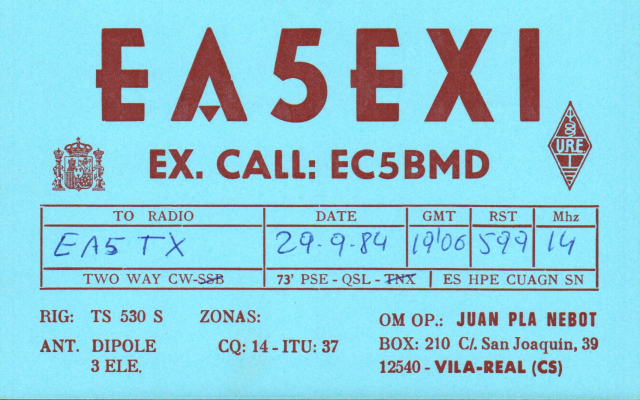 EA5EXI
EX. CALL: EC5BMD
URE
TO RADIO DATE GMT RST Mhz
EA5TX 29-9-84 19'06 599 14
TWO WAY CW-SSB 73' PSE - QSL - TNX ES HPE CUAGN SN
RIG: TS 530 S ZONAS: OM OP.: JUAN PLA NEBOT
ANT. DIPOLE CQ: 14 - ITU: 37 BOX: 210 C/. San Joaquin, 39
3 ELE. 12540 - VILA-REAL (CS)